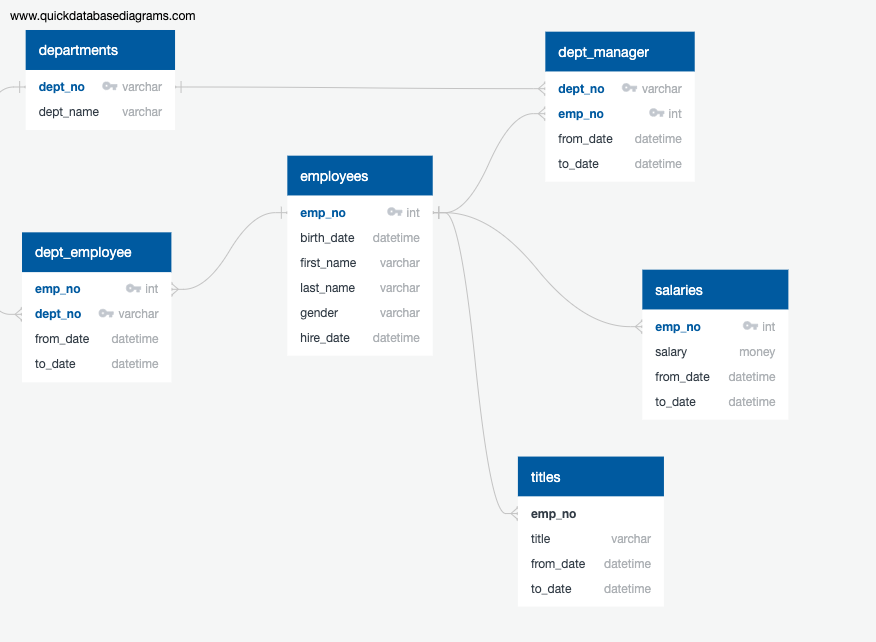 www.quickdatabasediagrams.com
departments
dept_no varchar
dept_name varchar
dept_manager
dept_no varchar
emp_no int
from_date datetime
to_date datetime
employees
emp_no int
birth_date datetime
first_name varchar
last_name varchar
gender varchar
hire_date datetime
dept_employee
emp_no int
dept_no varchar
from_date datetime
to_date datetime
salaries
emp_no int
salary money
from_date datetime
to_date datetime
titles
emp_no
title varchar
from_date datetime
to_date datetime